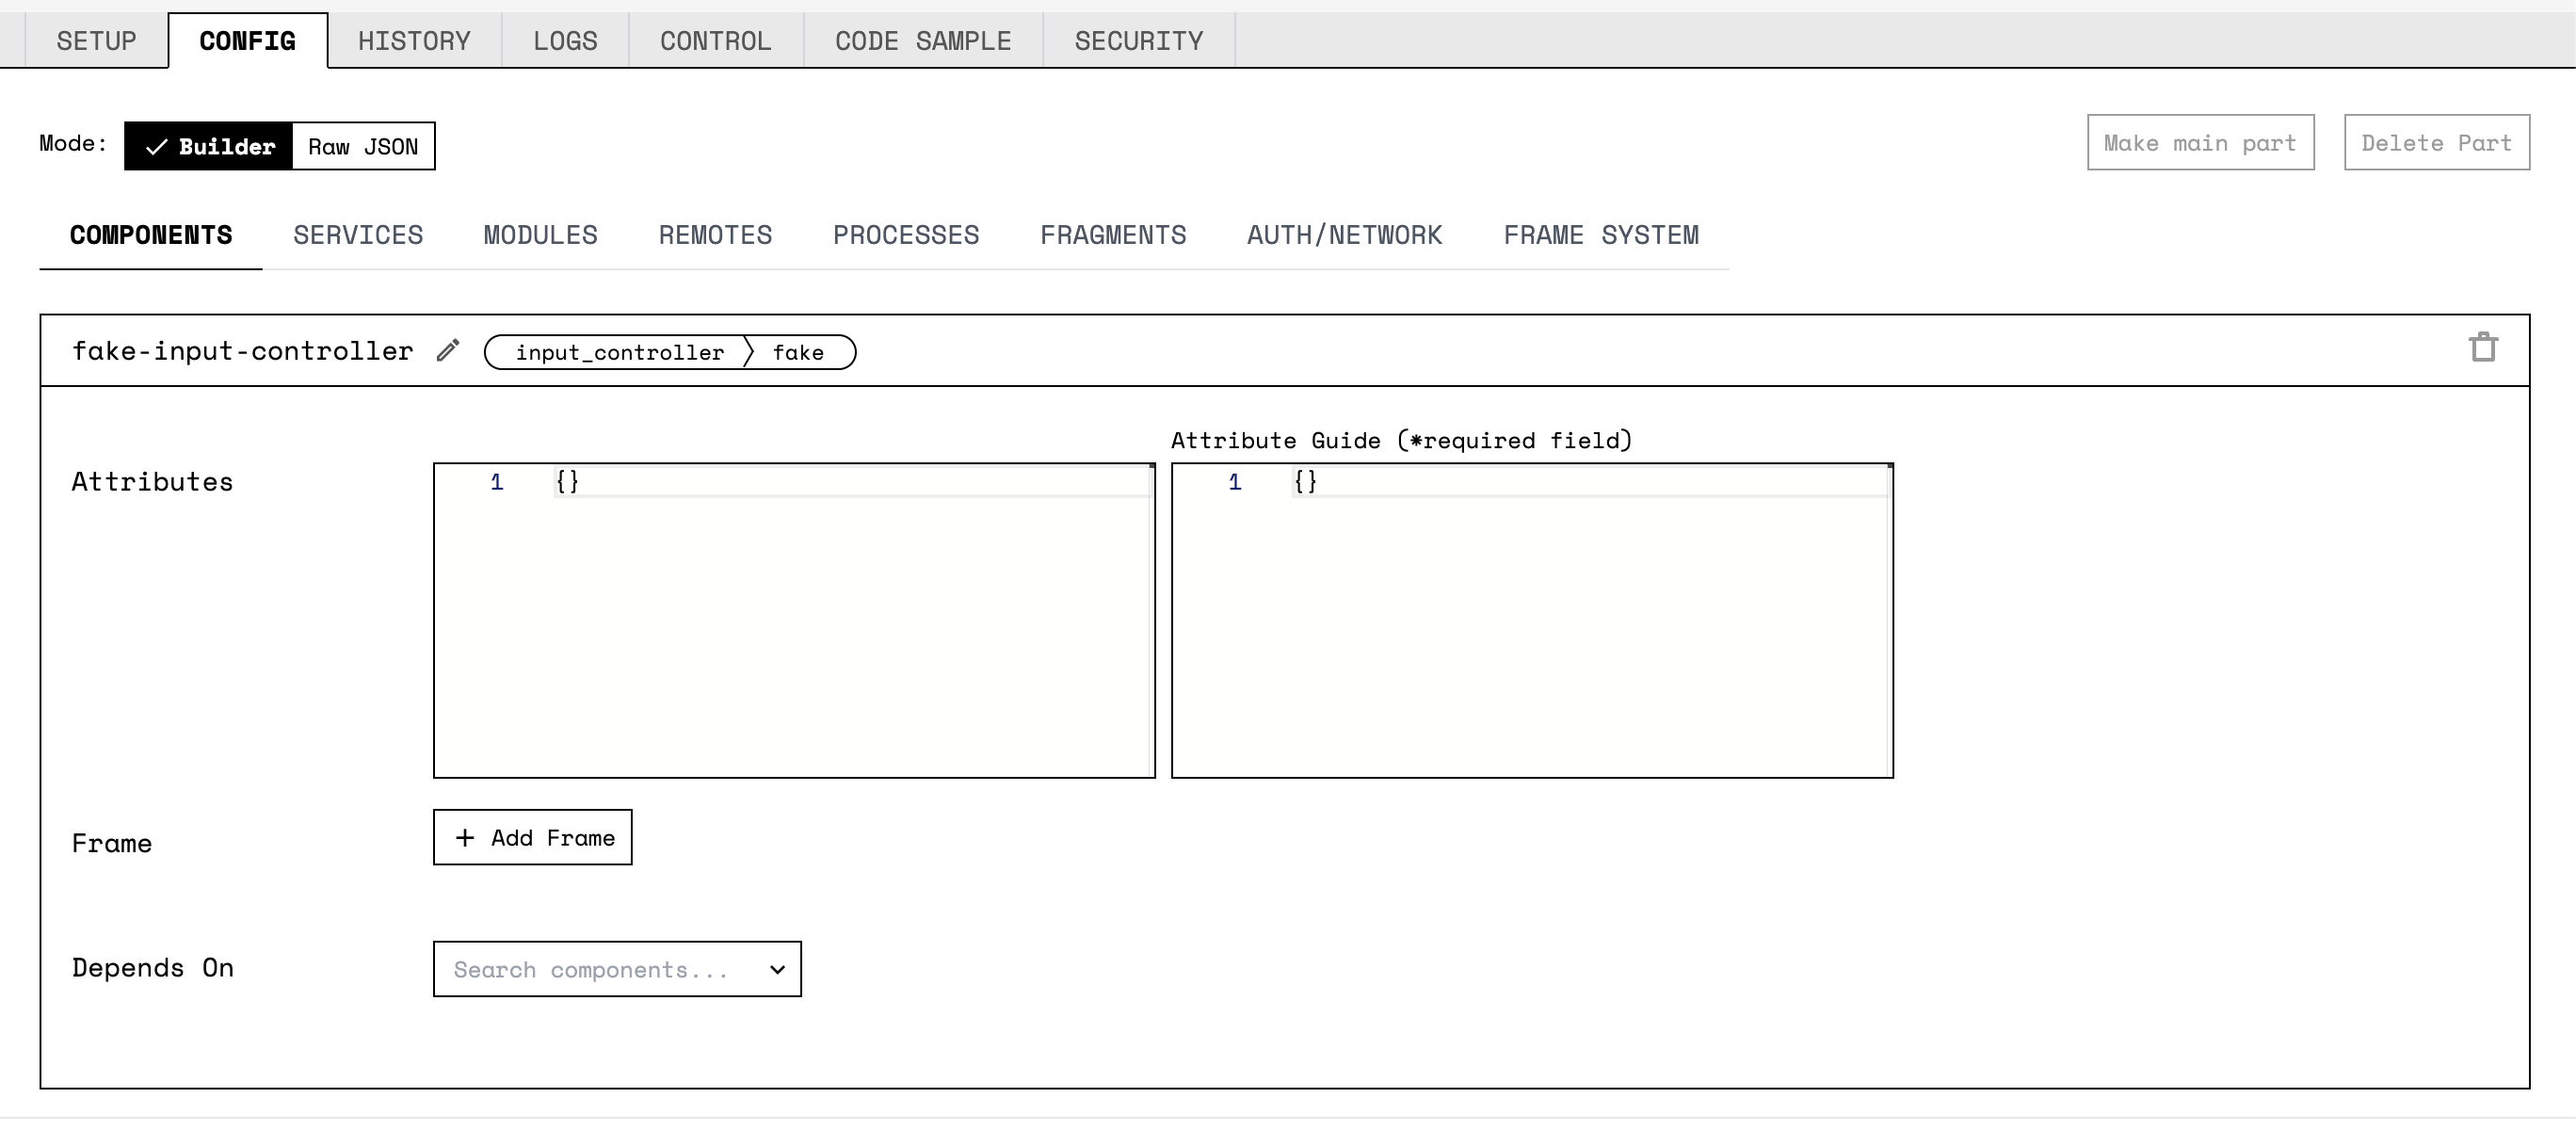 SETUP CONFIG HISTORY LOGS CONTROL CODE SAMPLE SECURITY
Mode: Builder Raw JSON Make main part Delete Part
COMPONENTS SERVICES MODULES REMOTES PROCESSES FRAGMENTS AUTH/NETWORK FRAME SYSTEM
fake-input-controller input_controller fake
Attribute Guide (*required field)
Attributes 1 {} 1 {}
Frame + Add Frame
Depends On Search components...